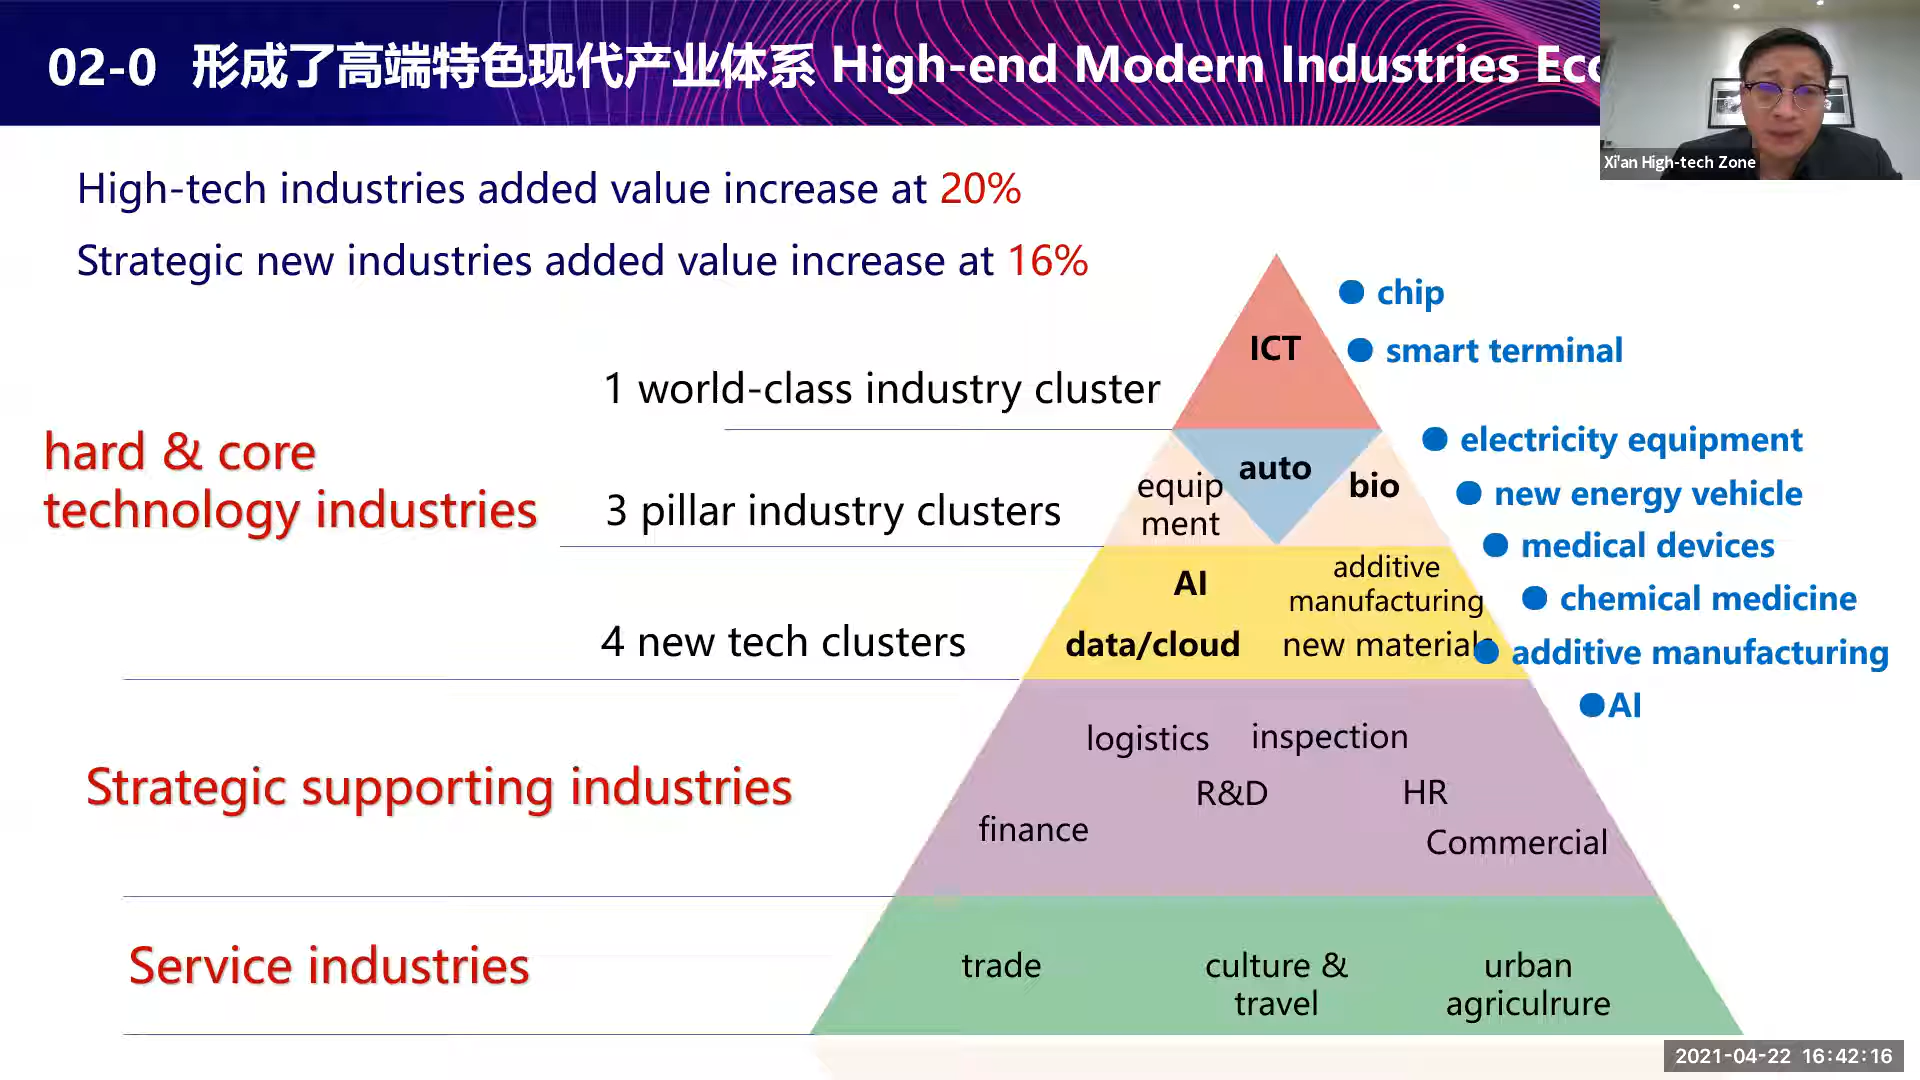 02-0 形成了高端特色现代产业体系 High-end Modern Industries Ecc
Xi'an High-tech Zone
High-tech industries added value increase at 20%
Strategic new industries added value increase at 16%
chip
ICT
smart terminal
1 world-class industry cluster
hard & core
technology industries
electricity equipment
auto
equip
ment
bio
new energy vehicle
3 pillar industry clusters
medical devices
AI
additive
manufacturing
chemical medicine
4 new tech clusters
data/cloud
new materials
additive manufacturing
AI
logistics
inspection
Strategic supporting industries
R&D
HR
finance
Commercial
Service industries
trade
culture &
travel
urban
agriculrure
2021-04-22 16:42:16